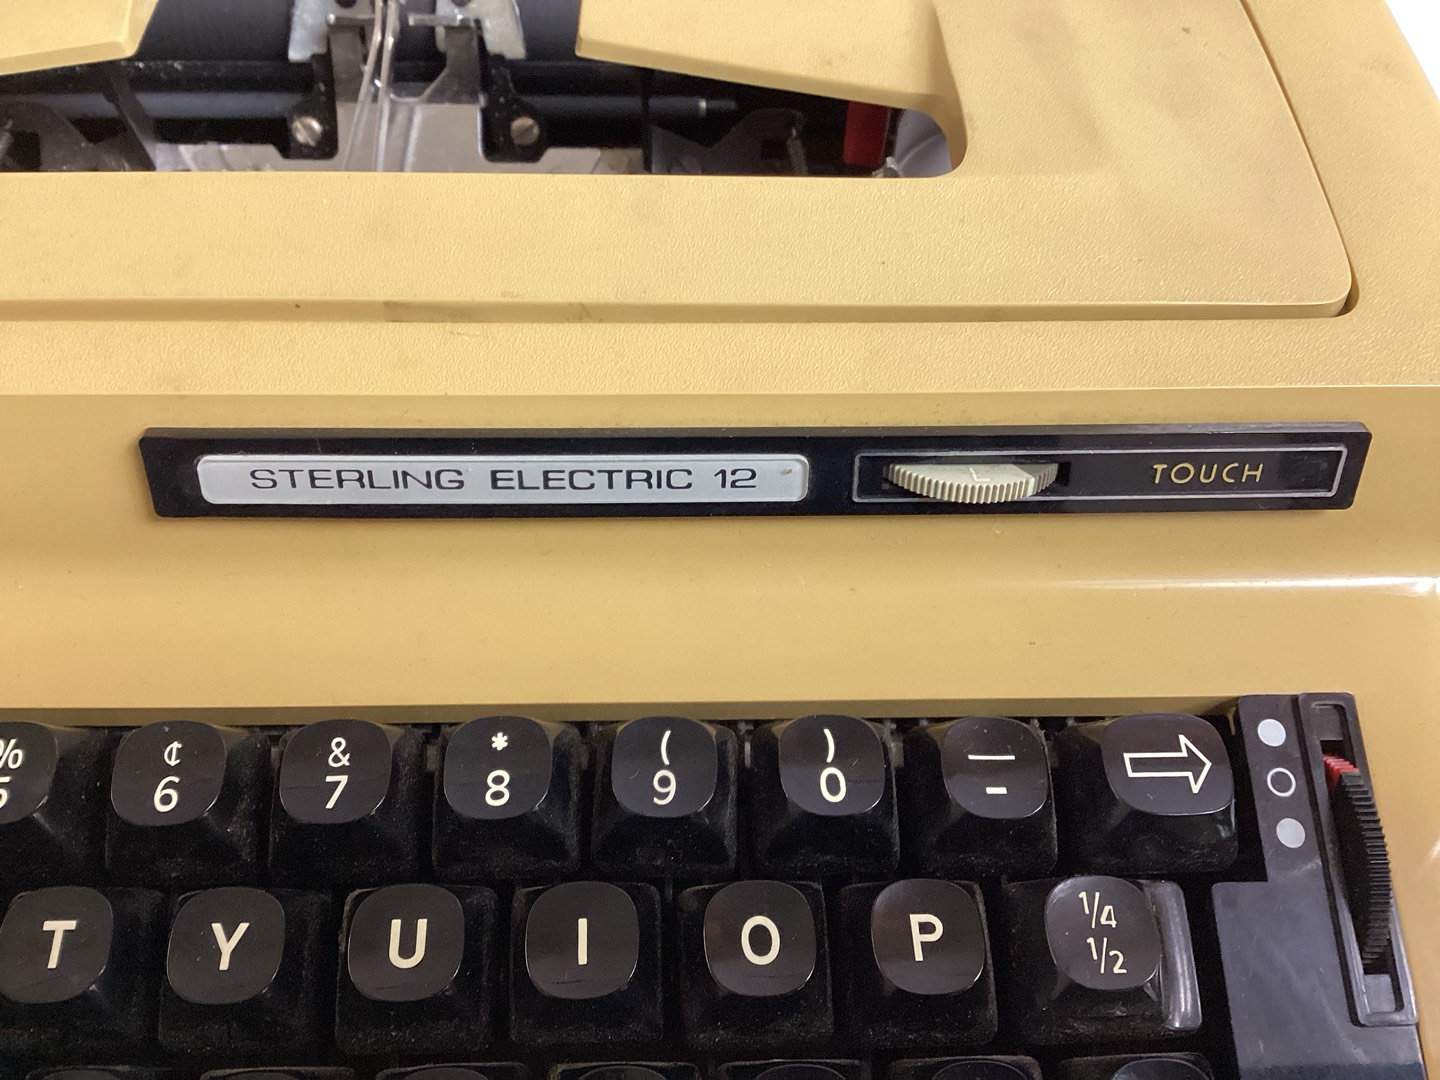 STERLING ELECTRIC 12
L
TOUCH
% ¢ & * ( ) —
5 6 7 8 9 0 -
T Y U I O P 1/4
1/2